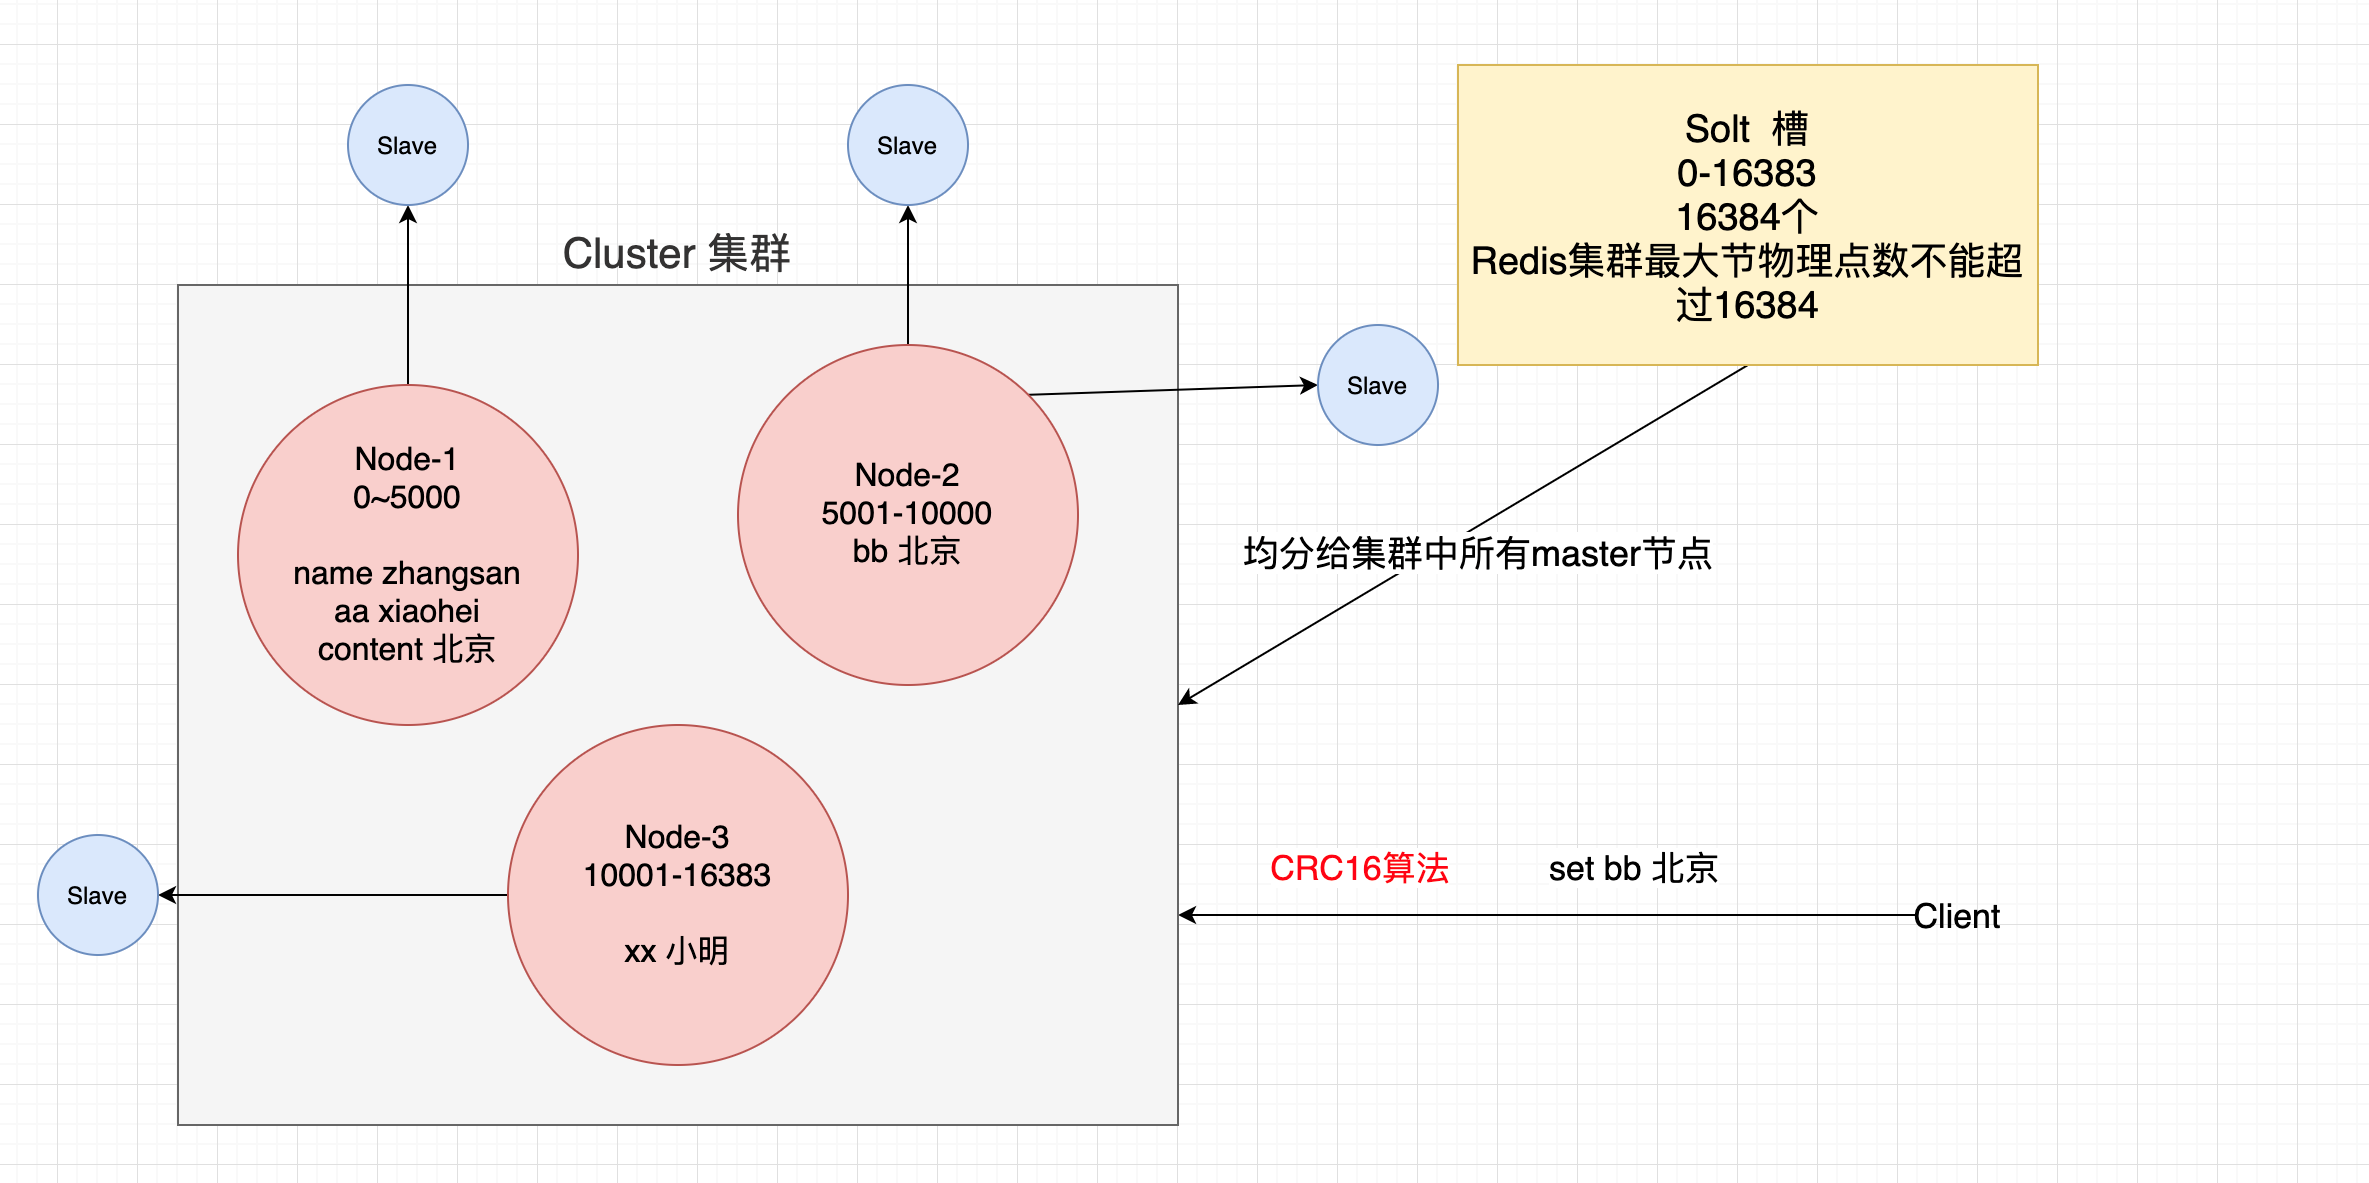 Slave
Slave
Cluster 集群
Solt 槽
0-16383
16384个
Redis集群最大节物理点数不能超
过16384
Slave
Node-1
0~5000
name zhangsan
aa xiaohei
content 北京
Node-2
5001-10000
bb 北京
均分给集群中所有master节点
Node-3
10001-16383
xx 小明
Slave
CRC16算法
set bb 北京
Client